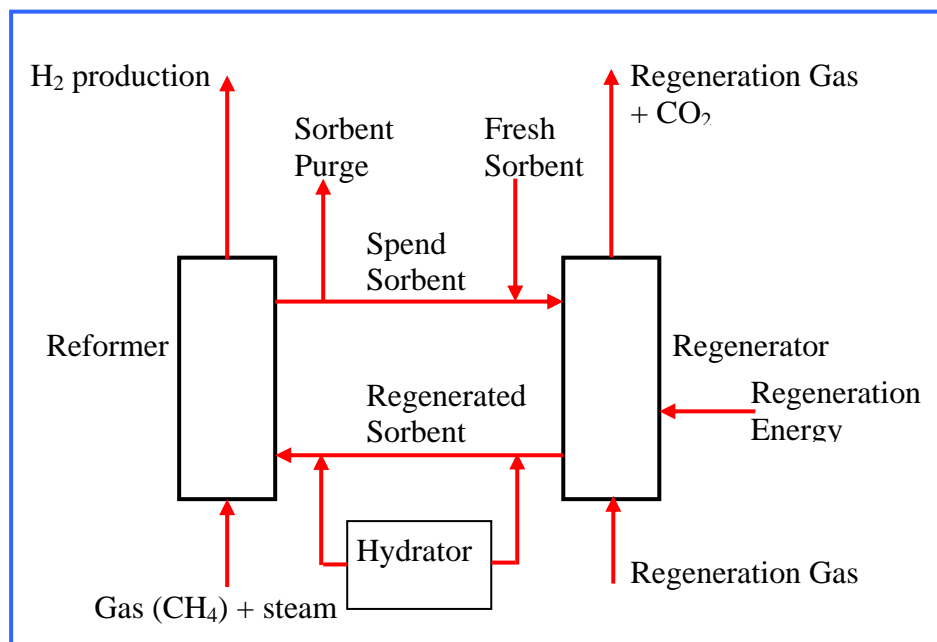 H₂ production
Regeneration Gas
+ CO₂
Sorbent
Purge
Fresh
Sorbent
Spend
Sorbent
Reformer
Regenerator
Regenerated
Sorbent
Regeneration
Energy
Hydrator
Gas (CH₄) + steam
Regeneration Gas